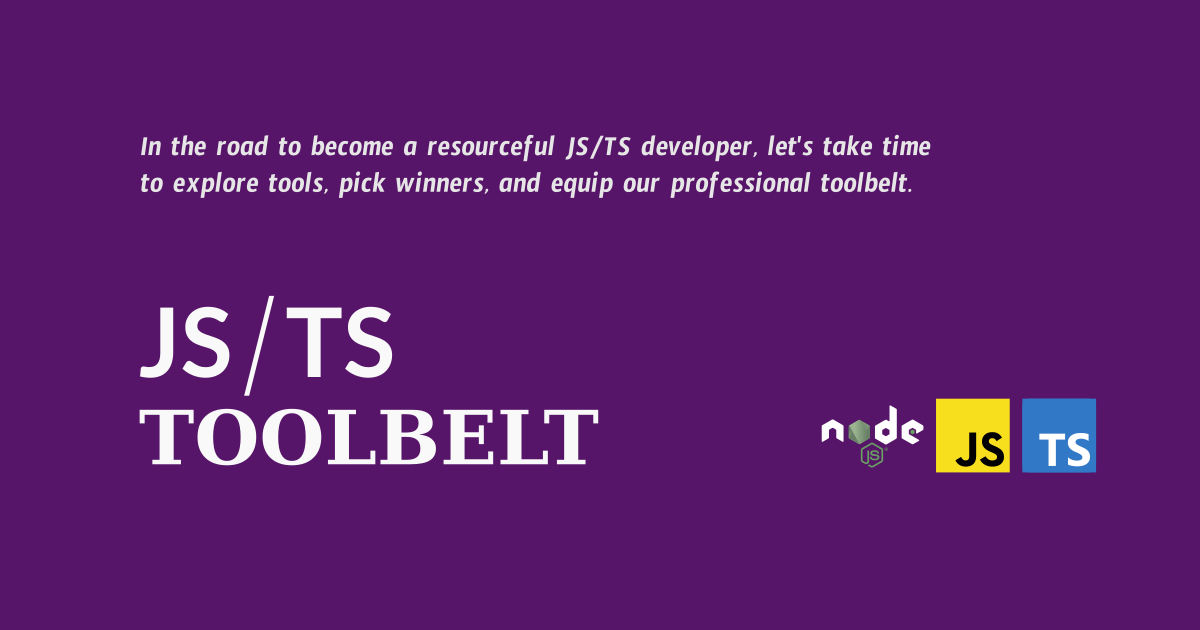 In the road to become a resourceful JS/TS developer, let's take time
to explore tools, pick winners, and equip our professional toolbelt.
JS/TS
TOOLBELT
node
JS
JS
TS